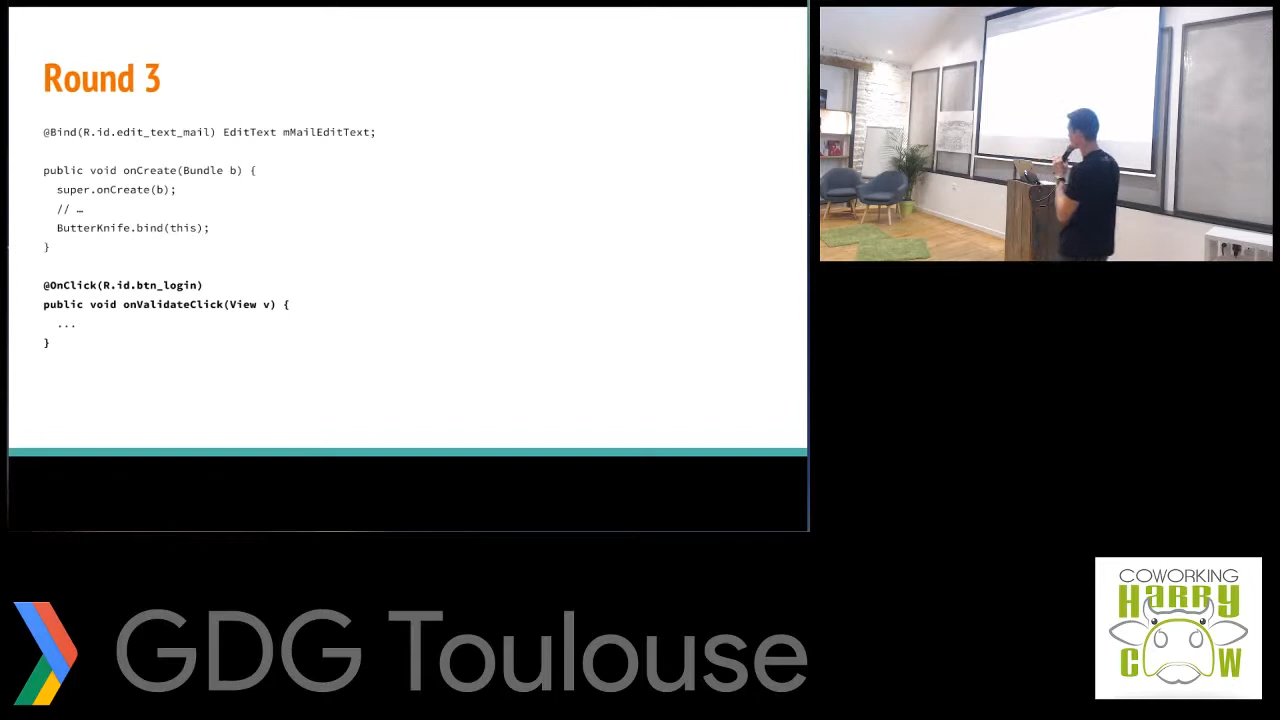 Round 3
@Bind(R.id.edit_text_mail) EditText mMailEditText;
public void onCreate(Bundle b) {
super.onCreate(b);
// …
ButterKnife.bind(this);
}
@OnClick(R.id.btn_login)
public void onValidateClick(View v) {
...
}
GDG Toulouse
COWORKING
HARRY
COW